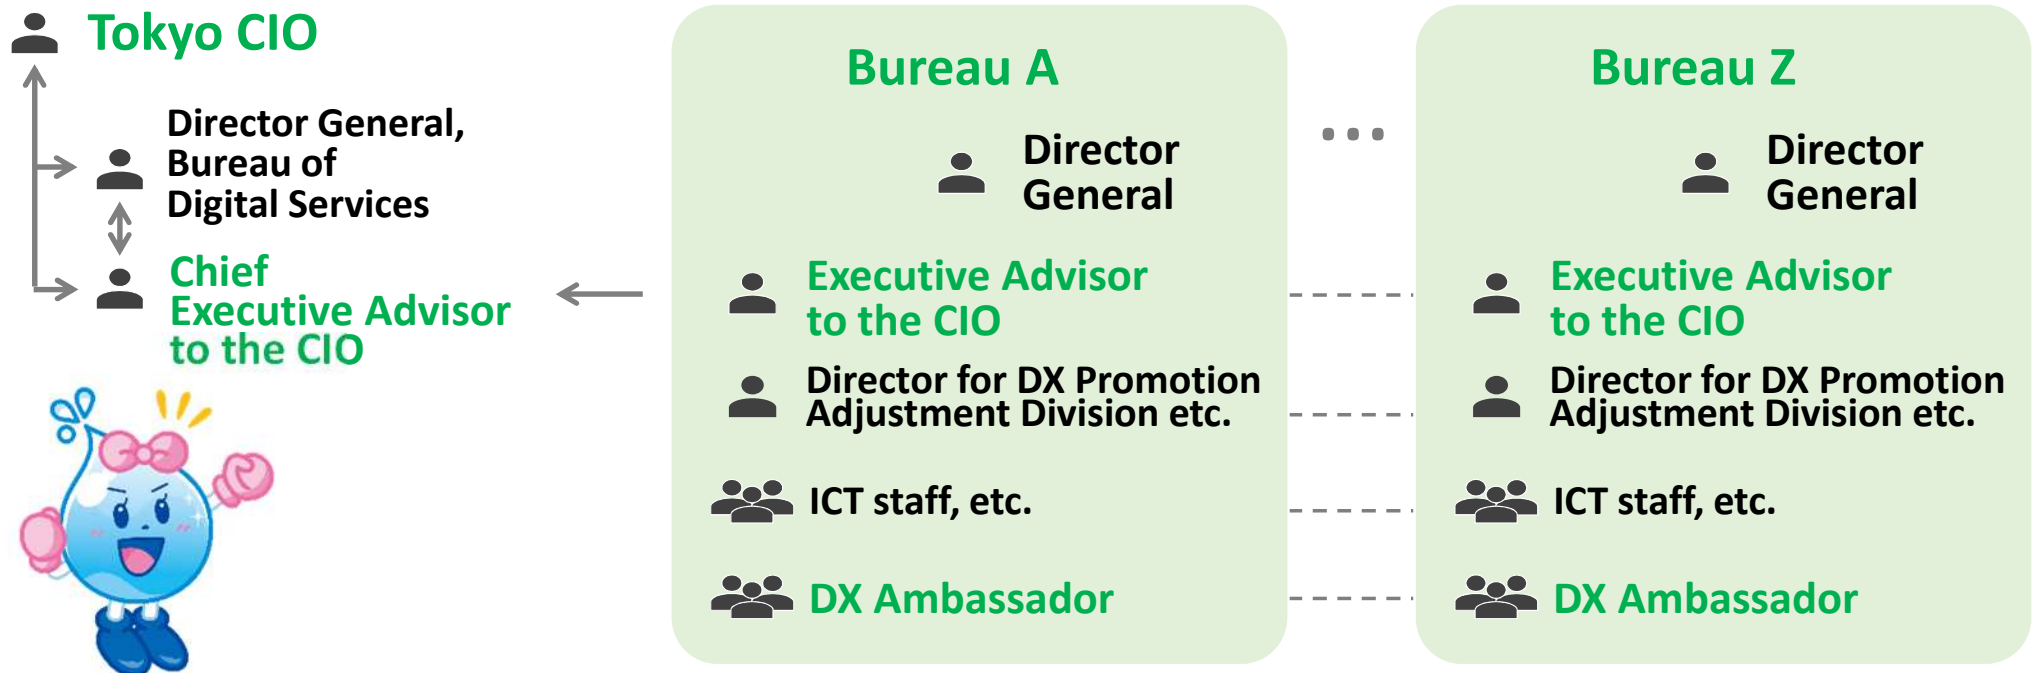 Tokyo CIO
Director General,
Bureau of
Digital Services
Chief
Executive Advisor
to the CIO
Bureau A
Director
General
Executive Advisor
to the CIO
Director for DX Promotion
Adjustment Division etc.
ICT staff, etc.
DX Ambassador
...
Bureau Z
Director
General
Executive Advisor
to the CIO
Director for DX Promotion
Adjustment Division etc.
ICT staff, etc.
DX Ambassador